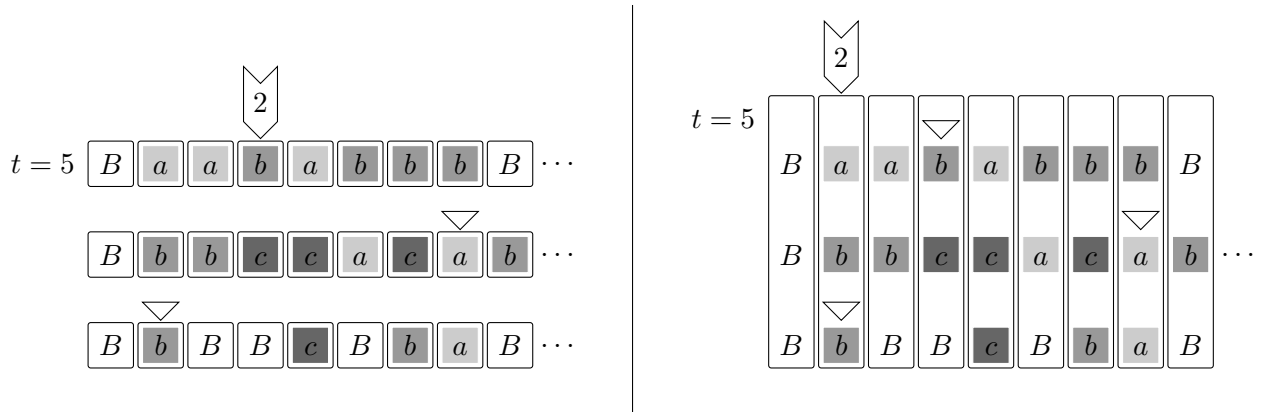 2
t = 5 B a a b a b b b B ···
B b b c c a c a b ···
B b B B c B b a B ···
2
t = 5
B a a b a b b b B
B b b c c a c a b ···
B b B B c B b a B